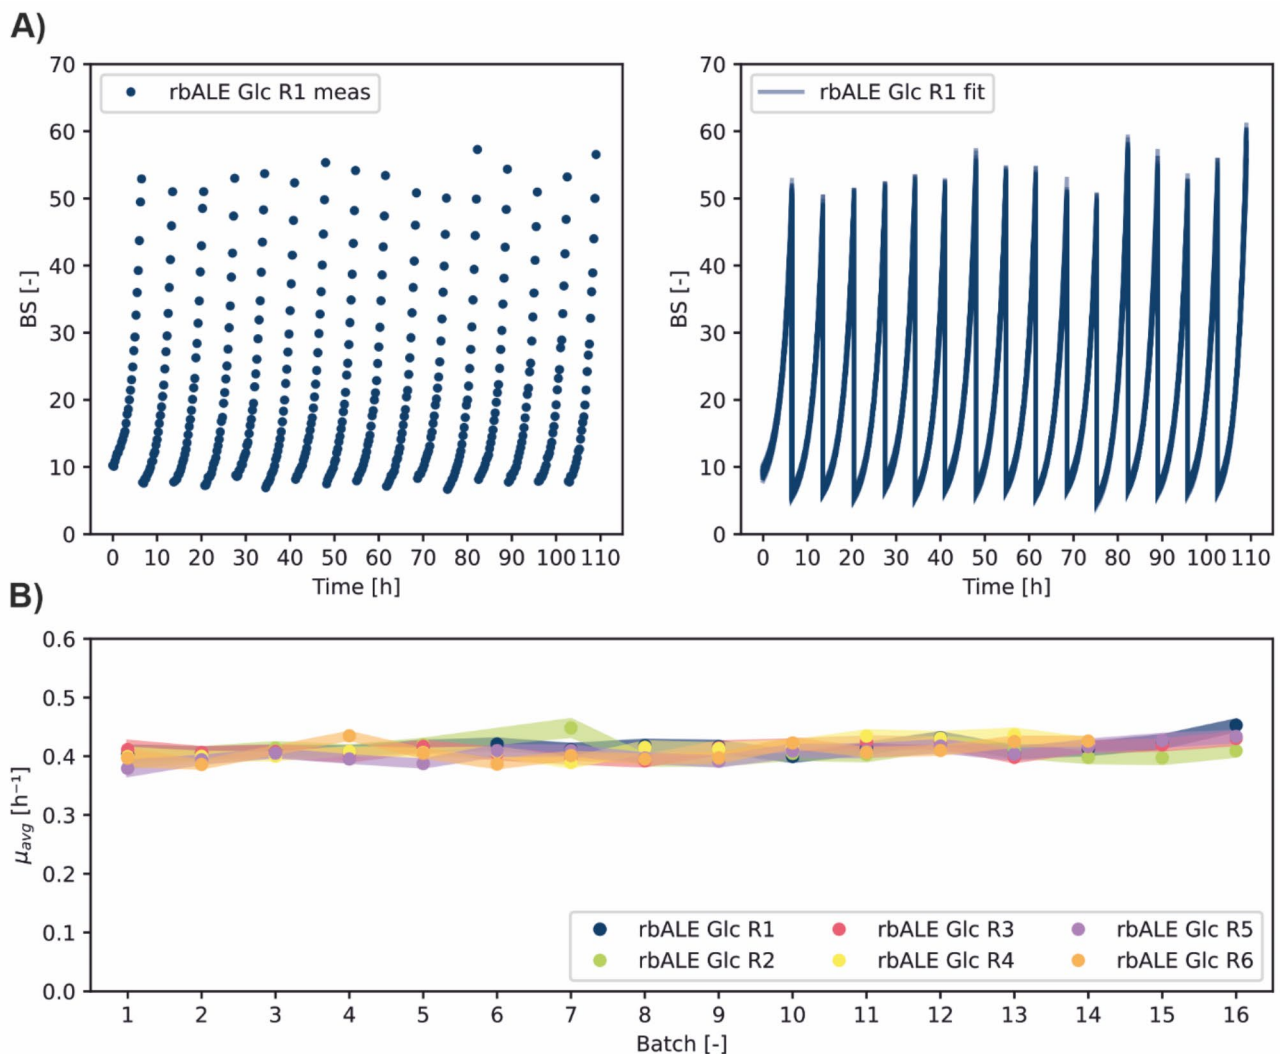 A)
70
60
50
40
30
20
10
0
BS [-]
rbALE Glc R1 meas
0 10 20 30 40 50 60 70 80 90 100 110
Time [h]
70
60
50
40
30
20
10
0
BS [-]
rbALE Glc R1 fit
0 10 20 30 40 50 60 70 80 90 100 110
Time [h]
B)
0.6
0.5
0.4
0.3
0.2
0.1
0.0
μavg [h⁻¹]
rbALE Glc R1 rbALE Glc R3 rbALE Glc R5
rbALE Glc R2 rbALE Glc R4 rbALE Glc R6
1 2 3 4 5 6 7 8 9 10 11 12 13 14 15 16
Batch [-]